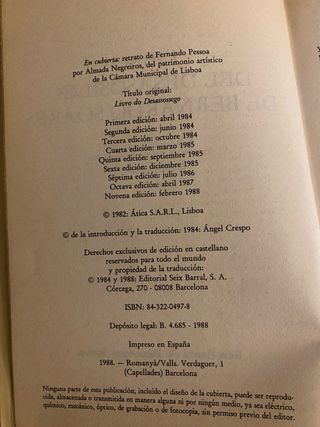 En cubierta: retrato de Fernando Pessoa
por Almada Negreiros, del patrimonio artístico
de la Cámara Municipal de Lisboa
Título original:
Livro do Desassossego
Primera edición: abril 1984
Segunda edición: junio 1984
Tercera edición: octubre 1984
Cuarta edición: marzo 1985
Quinta edición: septiembre 1985
Sexta edición: diciembre 1985
Séptima edición: julio 1986
Octava edición: abril 1987
Novena edición: febrero 1988
© 1982: Ática S.A.R.L., Lisboa
© de la introducción y la traducción: 1984: Ángel Crespo
Derechos exclusivos de edición en castellano
reservados para todo el mundo
y propiedad de la traducción:
© 1984 y 1988: Editorial Seix Barral, S. A.
Córcega, 270 - 08008 Barcelona
ISBN: 84-322-0497-8
Depósito legal: B. 4.685 - 1988
Impreso en España
1988. — Romanyà/Valls. Verdaguer, 1
(Capellades) Barcelona
Ninguna parte de esta publicación, incluido el diseño de la cubierta, puede ser reprodu-
cida, almacenada o transmitida en manera alguna ni por ningún medio, ya sea eléctrico,
químico, mecánico, óptico, de grabación o de fotocopia, sin permiso previo del editor.